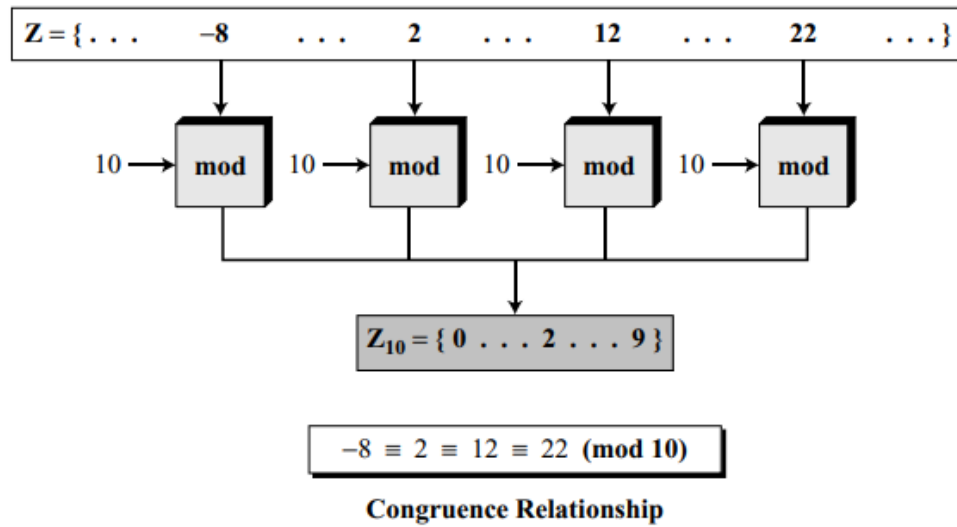 Z = { . . . −8 . . . 2 . . . 12 . . . 22 . . . }
10 mod 10 mod 10 mod 10 mod
Z₁₀ = { 0 . . . 2 . . . 9 }
−8 ≡ 2 ≡ 12 ≡ 22 (mod 10)
Congruence Relationship